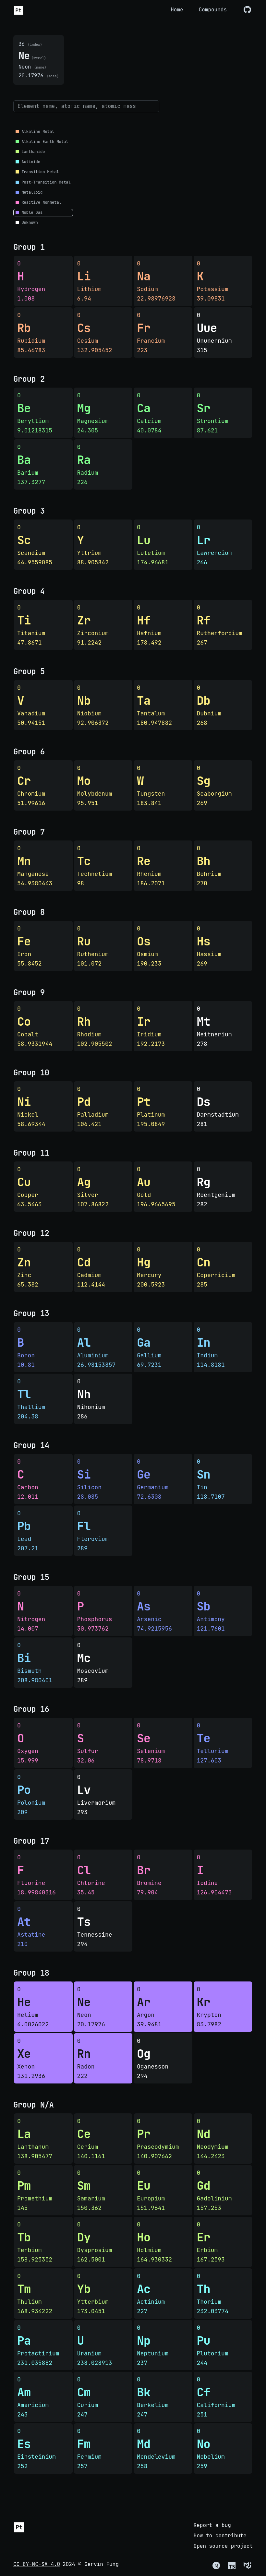 Pt
Home
Compounds
36 (number)
Ne (symbol)
Neon (name)
20.17976 (mass)
Element name, atomic name, atomic mass
Alkaline Metal
Alkaline Earth Metal
Lanthanide
Actinide
Transition Metal
Post-Transition Metal
Metalloid
Reactive Nonmetal
Noble Gas
Unknown
Group 1
0 0 0 0
H Li Na K
Hydrogen Lithium Sodium Potassium
1.008 6.94 22.98976928 39.09831
0 0 0 0
Rb Cs Fr Uue
Rubidium Cesium Francium Ununennium
85.46783 132.905452 223 315
Group 2
0 0 0 0
Be Mg Ca Sr
Beryllium Magnesium Calcium Strontium
9.01218315 24.305 40.0784 87.621
0 0
Ba Ra
Barium Radium
137.3277 226
Group 3
0 0 0 0
Sc Y Lu Lr
Scandium Yttrium Lutetium Lawrencium
44.9559085 88.905842 174.96681 266
Group 4
0 0 0 0
Ti Zr Hf Rf
Titanium Zirconium Hafnium Rutherfordium
47.8671 91.2242 178.492 267
Group 5
0 0 0 0
V Nb Ta Db
Vanadium Niobium Tantalum Dubnium
50.94151 92.906372 180.947882 268
Group 6
0 0 0 0
Cr Mo W Sg
Chromium Molybdenum Tungsten Seaborgium
51.99616 95.951 183.841 269
Group 7
0 0 0 0
Mn Tc Re Bh
Manganese Technetium Rhenium Bohrium
54.9380443 98 186.2071 270
Group 8
0 0 0 0
Fe Ru Os Hs
Iron Ruthenium Osmium Hassium
55.8452 101.072 190.233 269
Group 9
0 0 0 0
Co Rh Ir Mt
Cobalt Rhodium Iridium Meitnerium
58.9331944 102.905502 192.2173 278
Group 10
0 0 0 0
Ni Pd Pt Ds
Nickel Palladium Platinum Darmstadtium
58.69344 106.421 195.0849 281
Group 11
0 0 0 0
Cu Ag Au Rg
Copper Silver Gold Roentgenium
63.5463 107.86822 196.9665695 282
Group 12
0 0 0 0
Zn Cd Hg Cn
Zinc Cadmium Mercury Copernicium
65.382 112.4144 200.5923 285
Group 13
0 0 0 0
B Al Ga In
Boron Aluminium Gallium Indium
10.81 26.98153857 69.7231 114.8181
0 0
Tl Nh
Thallium Nihonium
204.38 286
Group 14
0 0 0 0
C Si Ge Sn
Carbon Silicon Germanium Tin
12.011 28.085 72.6308 118.7107
0 0
Pb Fl
Lead Flerovium
207.21 289
Group 15
0 0 0 0
N P As Sb
Nitrogen Phosphorus Arsenic Antimony
14.007 30.973762 74.9215956 121.7601
0 0
Bi Mc
Bismuth Moscovium
208.980401 289
Group 16
0 0 0 0
O S Se Te
Oxygen Sulfur Selenium Tellurium
15.999 32.06 78.9718 127.603
0 0
Po Lv
Polonium Livermorium
209 293
Group 17
0 0 0 0
F Cl Br I
Fluorine Chlorine Bromine Iodine
18.99840316 35.45 79.904 126.904473
0 0
At Ts
Astatine Tennessine
210 294
Group 18
0 0 0 0
He Ne Ar Kr
Helium Neon Argon Krypton
4.0026022 20.17976 39.9481 83.7982
0 0 0
Xe Rn Og
Xenon Radon Oganesson
131.2936 222 294
Group N/A
0 0 0 0
La Ce Pr Nd
Lanthanum Cerium Praseodymium Neodymium
138.905477 140.1161 140.907662 144.2423
0 0 0 0
Pm Sm Eu Gd
Promethium Samarium Europium Gadolinium
145 150.362 151.9641 157.253
0 0 0 0
Tb Dy Ho Er
Terbium Dysprosium Holmium Erbium
158.925352 162.5001 164.930332 167.2593
0 0 0 0
Tm Yb Ac Th
Thulium Ytterbium Actinium Thorium
168.934222 173.0451 227 232.03774
0 0 0 0
Pa U Np Pu
Protactinium Uranium Neptunium Plutonium
231.035882 238.028913 237 244
0 0 0 0
Am Cm Bk Cf
Americium Curium Berkelium Californium
243 247 247 251
0 0 0 0
Es Fm Md No
Einsteinium Fermium Mendelevium Nobelium
252 257 258 259
Pt
Report a bug
How to contribute
Open source project
CC BY-NC-SA 4.0 2024 © Gervin Fung
N TS